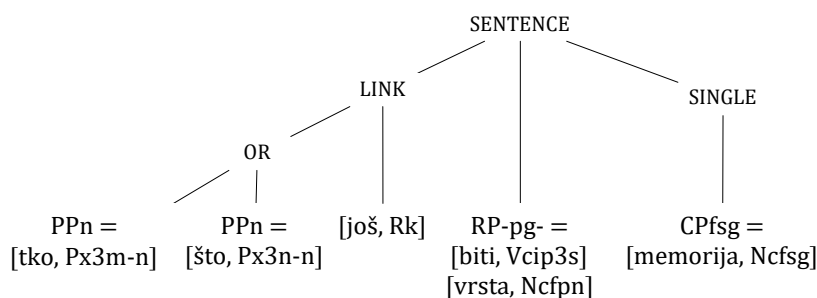 SENTENCE
LINK
SINGLE
OR
PPn = PPn = [još, Rk] RP-pg- = CPfsg =
[tko, Px3m-n] [što, Px3n-n] [biti, Vcip3s] [memorija, Ncfsg]
[vrsta, Ncfpn]